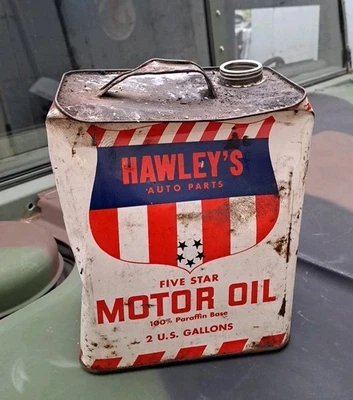 HAWLEY'S
AUTO PARTS
FIVE STAR
MOTOR OIL
100% Paraffin Base
2 U.S. GALLONS